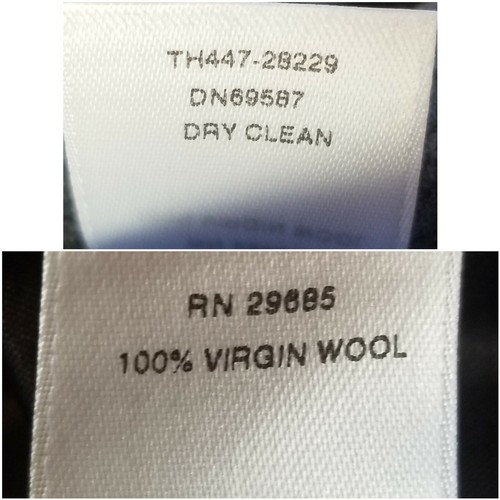 TH447-28229
DN69587
DRY CLEAN
RN 29685
100% VIRGIN WOOL